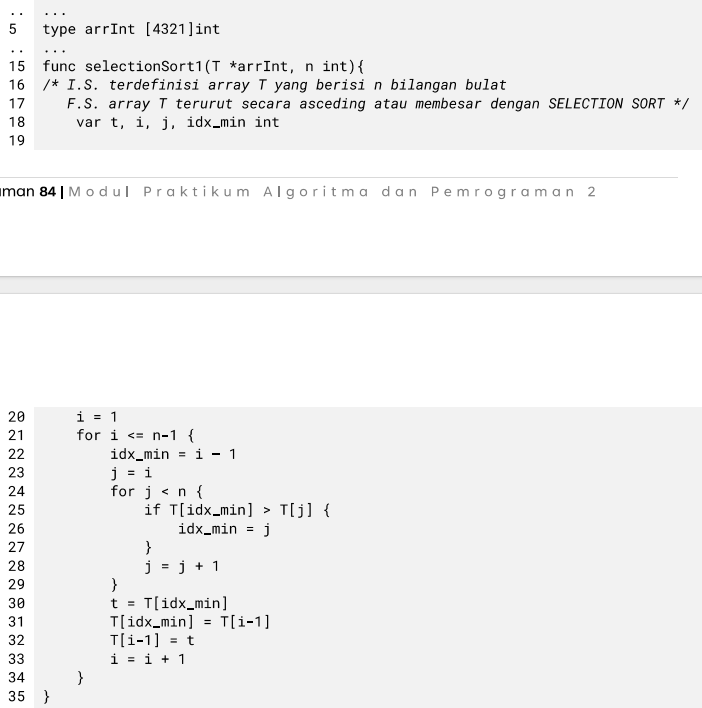 .. ...
5 type arrInt [4321]int
.. ...
15 func selectionSort1(T *arrInt, n int){
16 /* I.S. terdefinisi array T yang berisi n bilangan bulat
17 F.S. array T terurut secara asceding atau membesar dengan SELECTION SORT */
18 var t, i, j, idx_min int
19
man 84 | Modul Praktikum Algoritma dan Pemrograman 2
20 i = 1
21 for i <= n-1 {
22 idx_min = i - 1
23 j = i
24 for j < n {
25 if T[idx_min] > T[j] {
26 idx_min = j
27 }
28 j = j + 1
29 }
30 t = T[idx_min]
31 T[idx_min] = T[i-1]
32 T[i-1] = t
33 i = i + 1
34 }
35 }